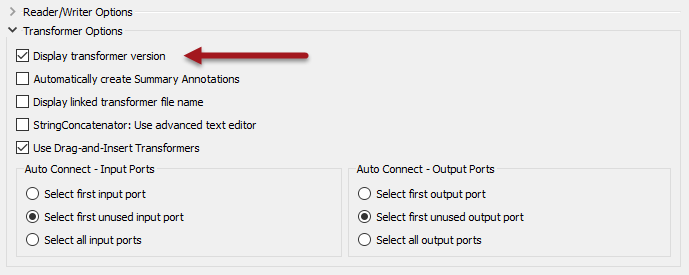 Reader/Writer Options
Transformer Options
Display transformer version
Automatically create Summary Annotations
Display linked transformer file name
StringConcatenator: Use advanced text editor
Use Drag-and-Insert Transformers
Auto Connect - Input Ports
Select first input port
Select first unused input port
Select all input ports
Auto Connect - Output Ports
Select first output port
Select first unused output port
Select all output ports